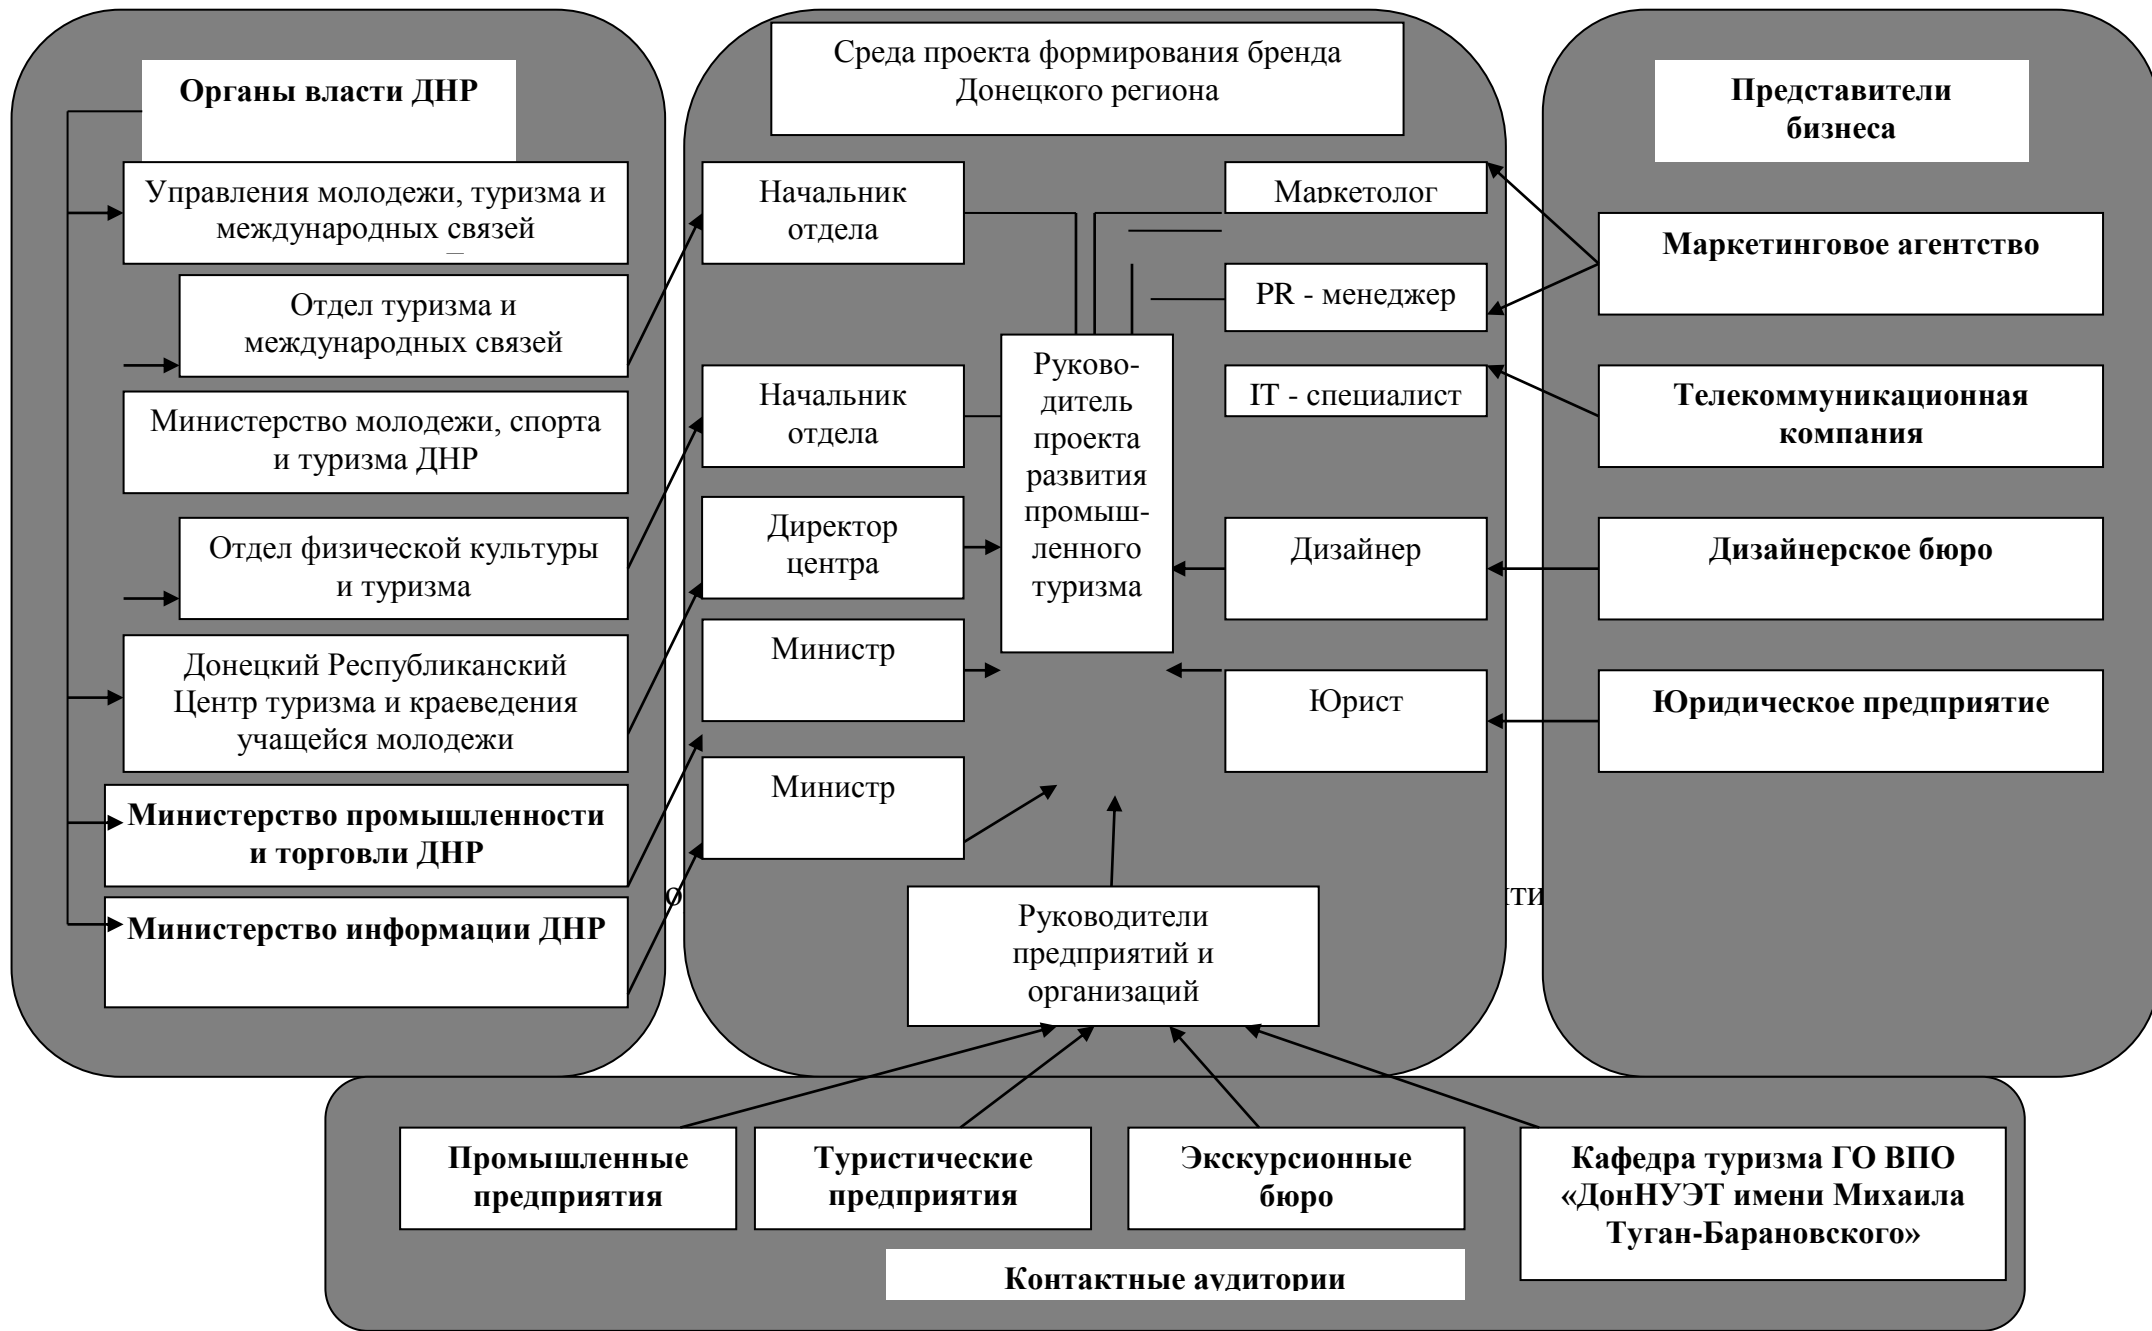 Органы власти ДНР
Управления молодежи, туризма и
международных связей
Отдел туризма и
международных связей
Министерство молодежи, спорта
и туризма ДНР
Отдел физической культуры
и туризма
Донецкий Республиканский
Центр туризма и краеведения
учащейся молодежи
Министерство промышленности
и торговли ДНР
Министерство информации ДНР
Среда проекта формирования бренда
Донецкого региона
Начальник
отдела
Начальник
отдела
Директор
центра
Министр
Министр
Руково-
дитель
проекта
развития
промыш-
ленного
туризма
Маркетолог
PR - менеджер
IT - специалист
Дизайнер
Юрист
Руководители
предприятий и
организаций
Представители
бизнеса
Маркетинговое агентство
Телекоммуникационная
компания
Дизайнерское бюро
Юридическое предприятие
Промышленные
предприятия
Туристические
предприятия
Экскурсионные
бюро
Кафедра туризма ГО ВПО
«ДонНУЭТ имени Михаила
Туган-Барановского»
Контактные аудитории